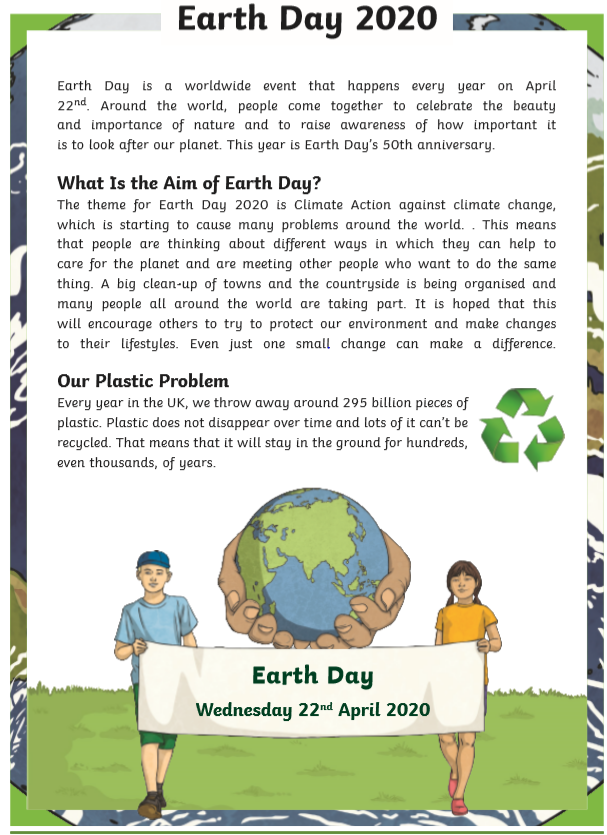 Earth Day 2020
Earth Day is a worldwide event that happens every year on April
22nd. Around the world, people come together to celebrate the beauty
and importance of nature and to raise awareness of how important it
is to look after our planet. This year is Earth Day's 50th anniversary.
What Is the Aim of Earth Day?
The theme for Earth Day 2020 is Climate Action against climate change,
which is starting to cause many problems around the world. . This means
that people are thinking about different ways in which they can help to
care for the planet and are meeting other people who want to do the same
thing. A big clean-up of towns and the countryside is being organised and
many people all around the world are taking part. It is hoped that this
will encourage others to try to protect our environment and make changes
to their lifestyles. Even just one small change can make a difference.
Our Plastic Problem
Every year in the UK, we throw away around 295 billion pieces of
plastic. Plastic does not disappear over time and lots of it can't be
recycled. That means that it will stay in the ground for hundreds,
even thousands, of years.
Earth Day
Wednesday 22nd April 2020